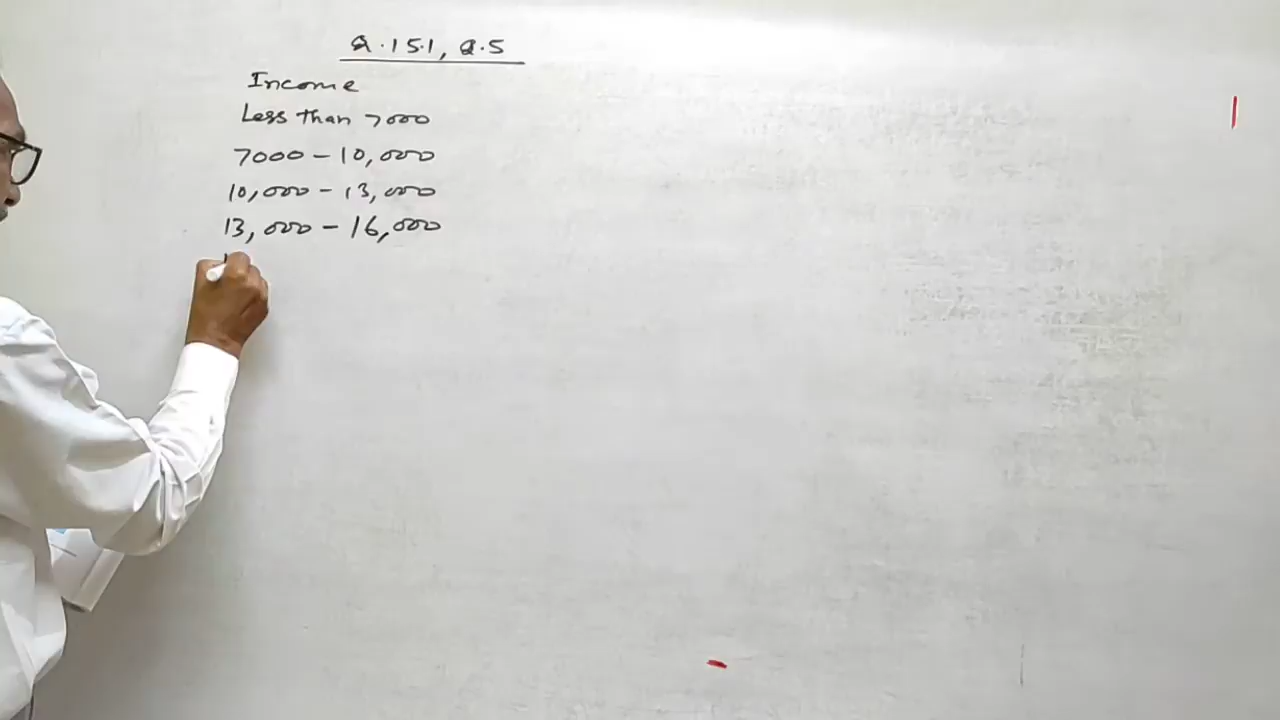 Q.15.1, Q.5
Income
Less than 7000
7000 - 10,000
10,000 - 13,000
13,000 - 16,000